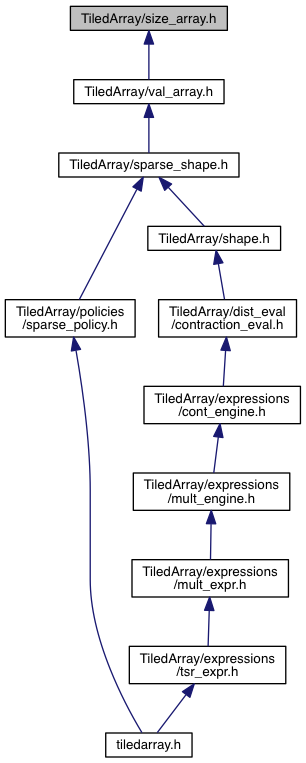 TiledArray/size_array.h
TiledArray/val_array.h
TiledArray/sparse_shape.h
TiledArray/shape.h
TiledArray/policies
/sparse_policy.h
TiledArray/dist_eval
/contraction_eval.h
TiledArray/expressions
/cont_engine.h
TiledArray/expressions
/mult_engine.h
TiledArray/expressions
/mult_expr.h
TiledArray/expressions
/tsr_expr.h
tiledarray.h